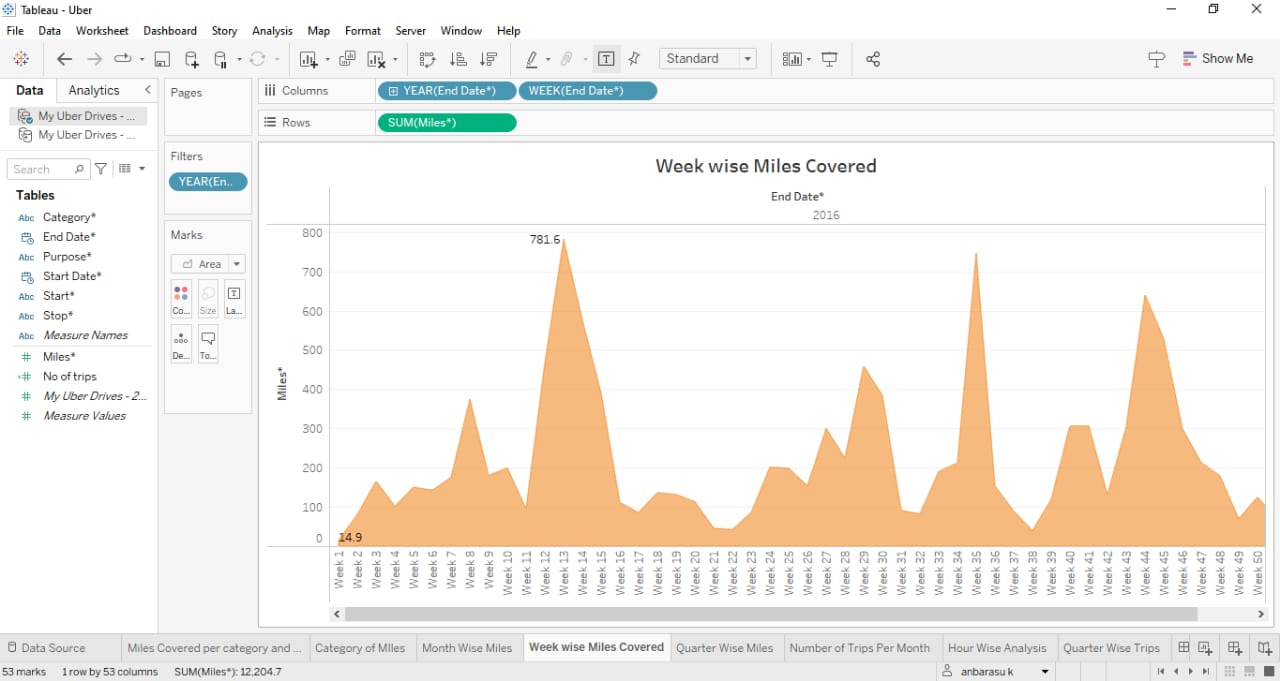 Tableau - Uber
File Data Worksheet Dashboard Story Analysis Map Format Server Window Help
Standard
Show Me
Data Analytics
My Uber Drives - ...
My Uber Drives - ...
Search
Tables
Abc Category*
End Date*
Abc Purpose*
Start Date*
Abc Start*
Abc Stop*
Abc Measure Names
Miles*
No of trips
My Uber Drives - 2...
Measure Values
Pages
Filters
YEAR(En..
Marks
Area
Co... Size La...
De... To...
Columns YEAR(End Date*) WEEK(End Date*)
Rows SUM(Miles*)
Week wise Miles Covered
End Date*
2016
Miles*
800
700
600
500
400
300
200
100
0
781.6
14.9
Week 1
Week 2
Week 3
Week 4
Week 5
Week 6
Week 7
Week 8
Week 9
Week 10
Week 11
Week 12
Week 13
Week 14
Week 15
Week 16
Week 17
Week 18
Week 19
Week 20
Week 21
Week 22
Week 23
Week 24
Week 25
Week 26
Week 27
Week 28
Week 29
Week 30
Week 31
Week 32
Week 33
Week 34
Week 35
Week 36
Week 37
Week 38
Week 39
Week 40
Week 41
Week 42
Week 43
Week 44
Week 45
Week 46
Week 47
Week 48
Week 49
Week 50
Data Source Miles Covered per category and ... Category of MIles Month Wise Miles Week wise Miles Covered Quarter Wise Miles Number of Trips Per Month Hour Wise Analysis Quarter Wise Trips
53 marks 1 row by 53 columns SUM(Miles*): 12,204.7 anbarasu k